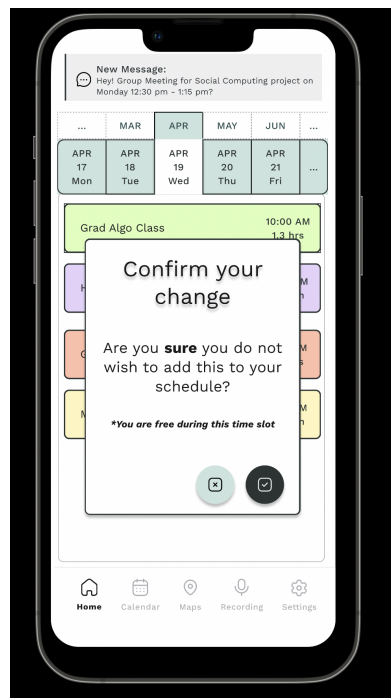 New Message:
Hey! Group Meeting for Social Computing project on
Monday 12:30 pm - 1:15 pm?
... MAR APR MAY JUN ...
APR APR APR APR APR
17 18 19 20 21 ...
Mon Tue Wed Thu Fri
Grad Algo Class 10:00 AM
1.3 hrs
Confirm your
change
Are you sure you do not
wish to add this to your
schedule?
*You are free during this time slot
Home Calendar Maps Recording Settings